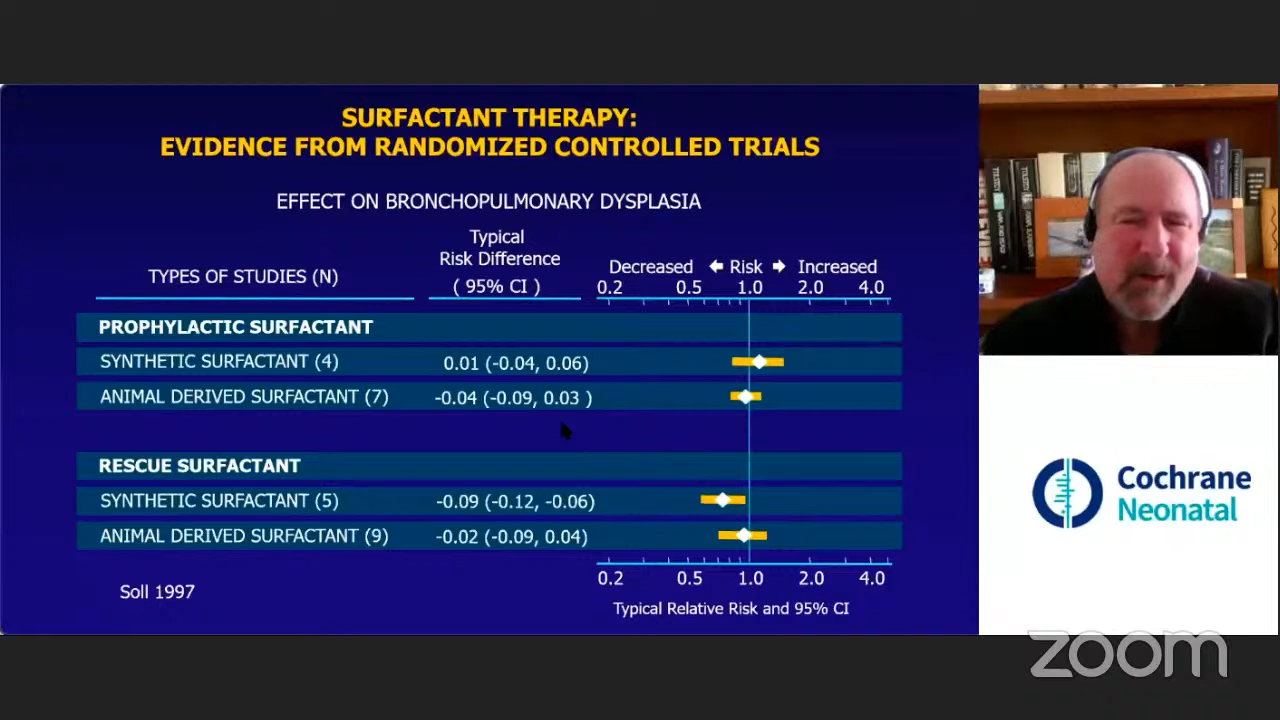 SURFACTANT THERAPY:
EVIDENCE FROM RANDOMIZED CONTROLLED TRIALS
EFFECT ON BRONCHOPULMONARY DYSPLASIA
TYPES OF STUDIES (N)
Typical
Risk Difference
( 95% CI )
Decreased Risk Increased
0.2 0.5 1.0 2.0 4.0
PROPHYLACTIC SURFACTANT
SYNTHETIC SURFACTANT (4) 0.01 (-0.04, 0.06)
ANIMAL DERIVED SURFACTANT (7) -0.04 (-0.09, 0.03 )
RESCUE SURFACTANT
SYNTHETIC SURFACTANT (5) -0.09 (-0.12, -0.06)
ANIMAL DERIVED SURFACTANT (9) -0.02 (-0.09, 0.04)
0.2 0.5 1.0 2.0 4.0
Typical Relative Risk and 95% CI
Soll 1997
Cochrane
Neonatal
zoom